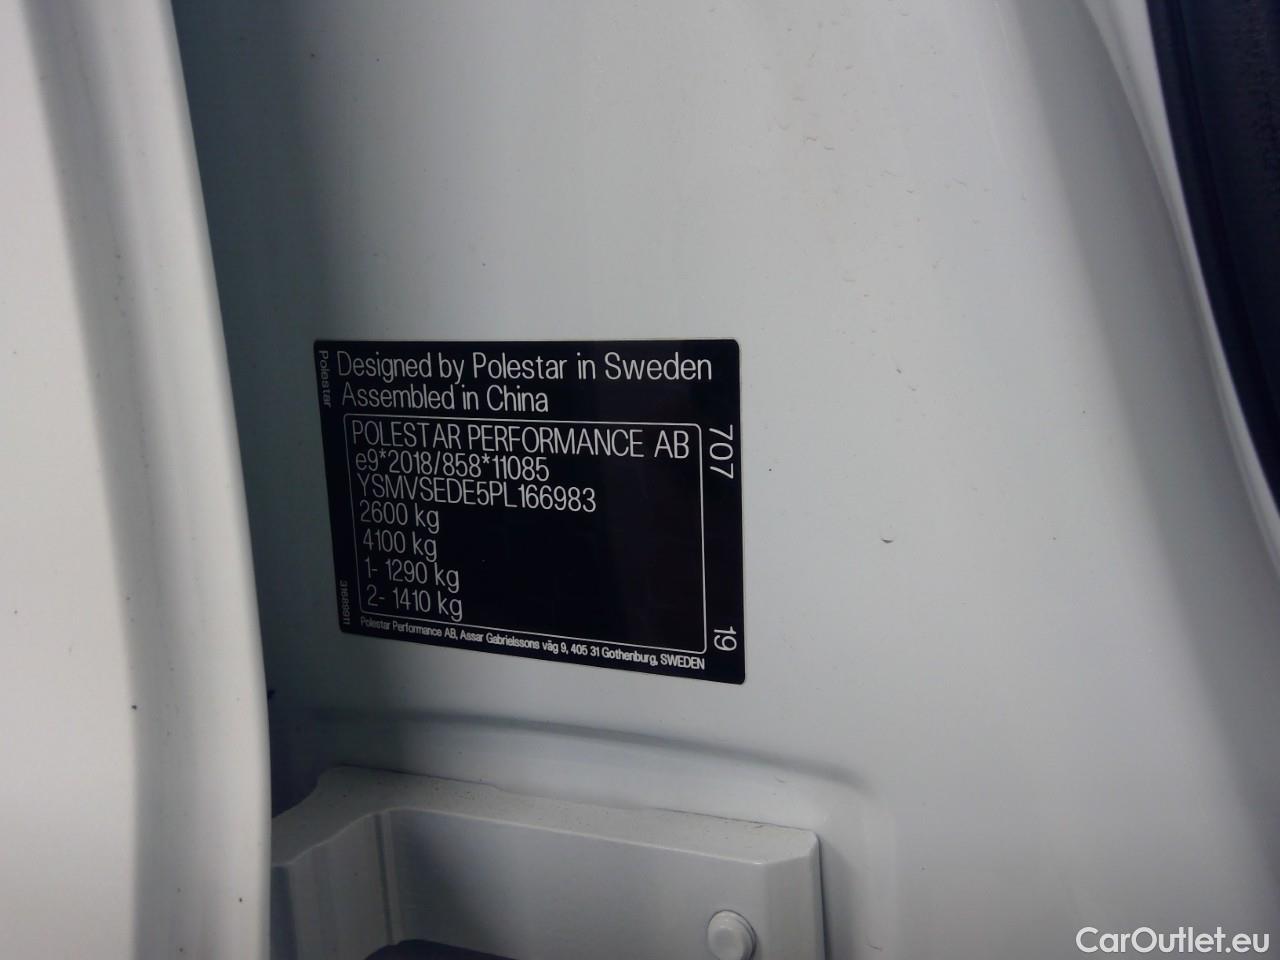 Polestar
Designed by Polestar in Sweden
Assembled in China
POLESTAR PERFORMANCE AB
e9*2018/858*11085
YSMVSEDE5PL166983
2600 kg
4100 kg
1- 1290 kg
2- 1410 kg
707
19
31689911
Polestar Performance AB, Assar Gabrielssons väg 9, 405 31 Gothenburg, SWEDEN
CarOutlet.eu